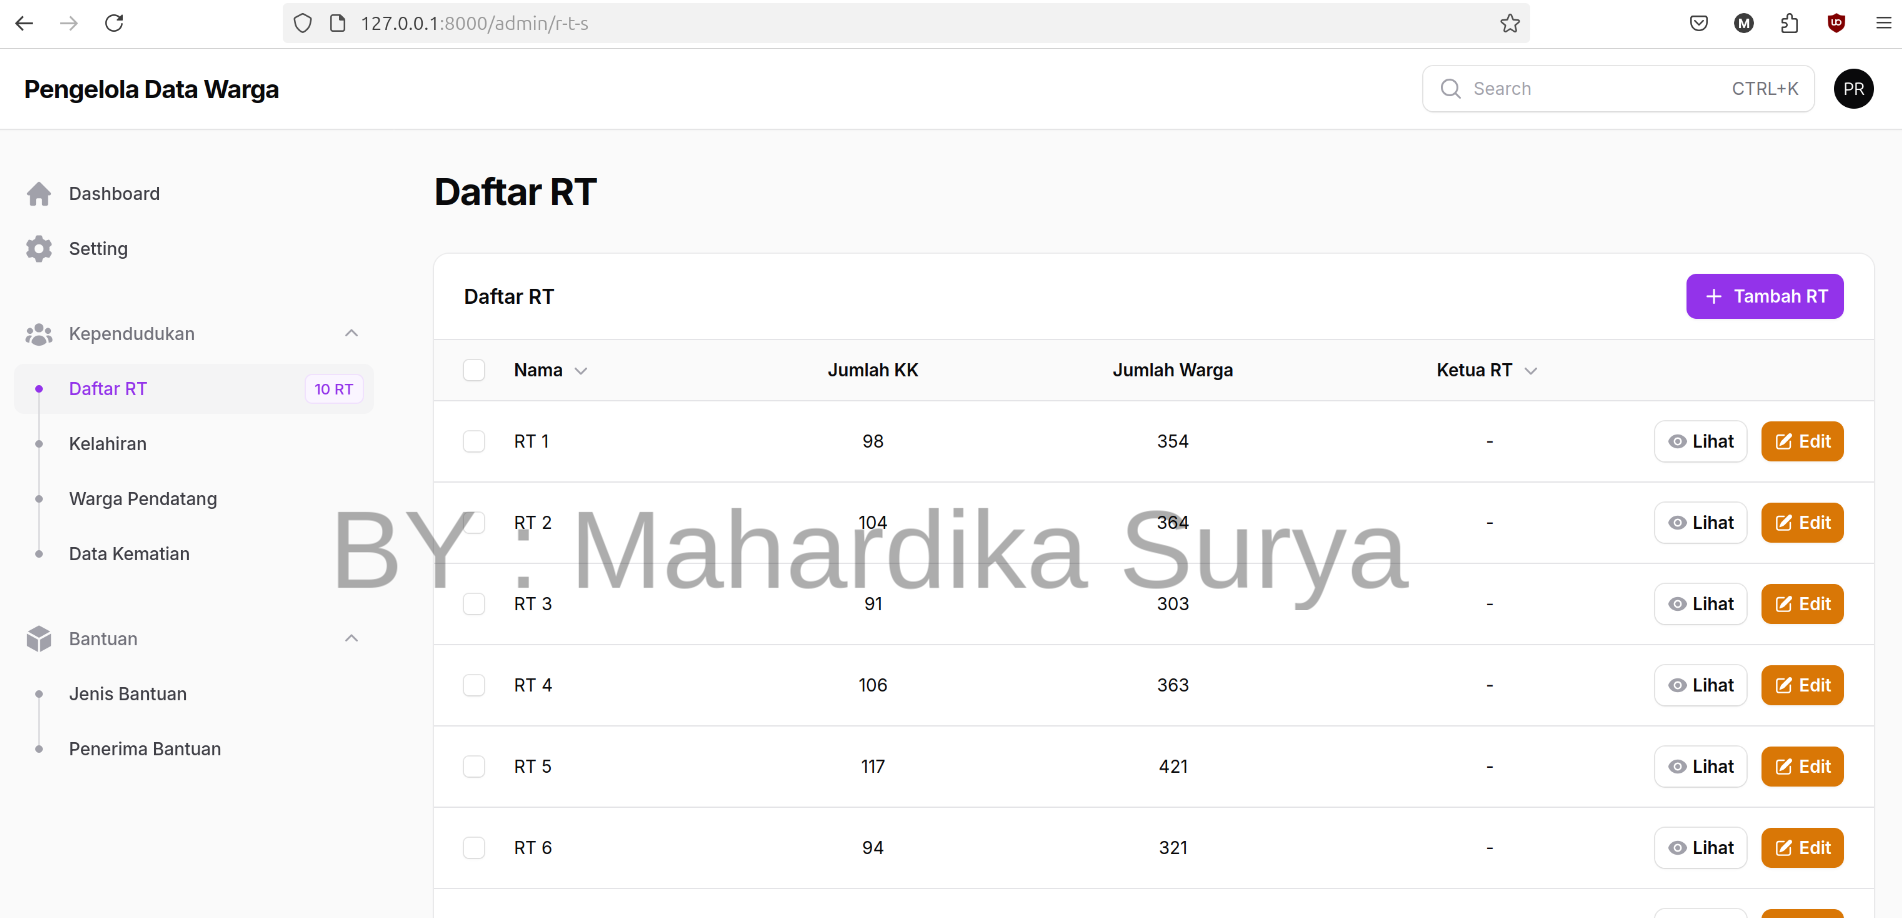 127.0.0.1:8000/admin/r-t-s
M
Pengelola Data Warga
Search CTRL+K
PR
Dashboard
Setting
Kependudukan
Daftar RT 10 RT
Kelahiran
Warga Pendatang
Data Kematian
Bantuan
Jenis Bantuan
Penerima Bantuan
Daftar RT
Daftar RT + Tambah RT
Nama Jumlah KK Jumlah Warga Ketua RT
RT 1 98 354 - Lihat Edit
RT 2 104 364 - Lihat Edit
BY : Mahardika Surya
RT 3 91 303 - Lihat Edit
RT 4 106 363 - Lihat Edit
RT 5 117 421 - Lihat Edit
RT 6 94 321 - Lihat Edit